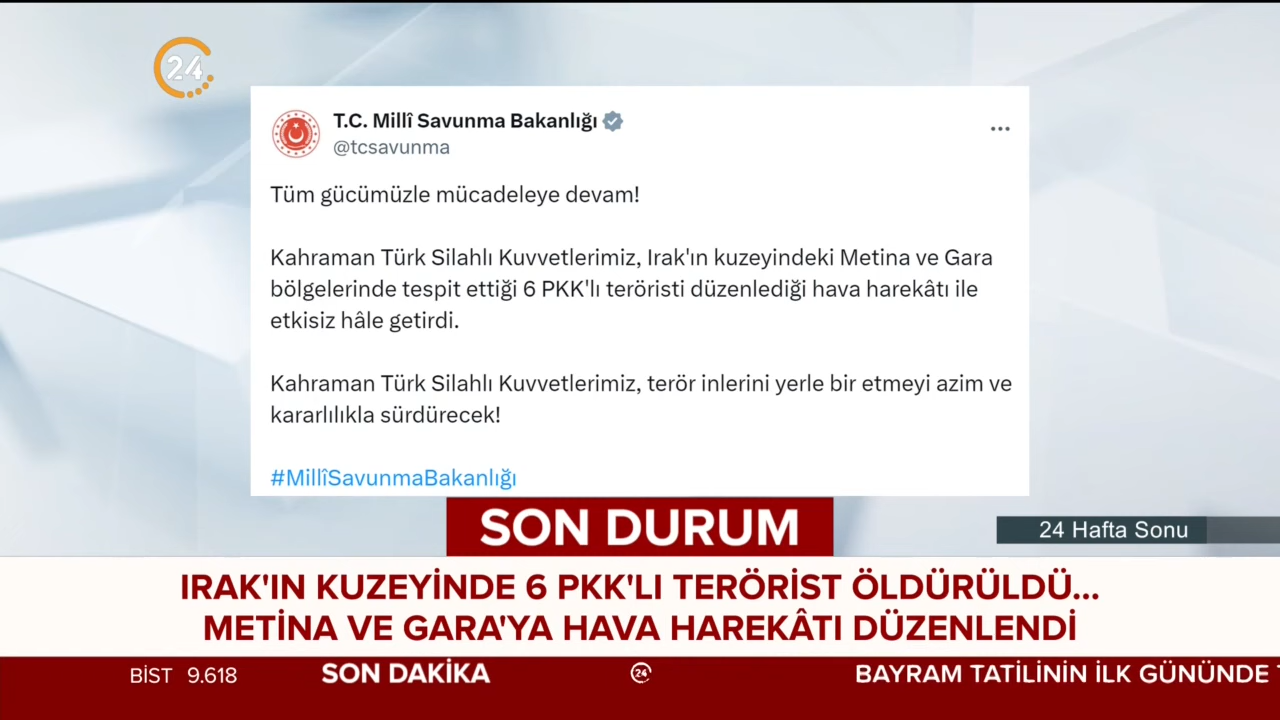 24
T.C. Millî Savunma Bakanlığı
@tcsavunma
Tüm gücümüzle mücadeleye devam!
Kahraman Türk Silahlı Kuvvetlerimiz, Irak'ın kuzeyindeki Metina ve Gara
bölgelerinde tespit ettiği 6 PKK'lı teröristi düzenlediği hava harekâtı ile
etkisiz hâle getirdi.
Kahraman Türk Silahlı Kuvvetlerimiz, terör inlerini yerle bir etmeyi azim ve
kararlılıkla sürdürecek!
#MillîSavunmaBakanlığı
SON DURUM
24 Hafta Sonu
IRAK'IN KUZEYİNDE 6 PKK'LI TERÖRİST ÖLDÜRÜLDÜ...
METİNA VE GARA'YA HAVA HAREKÂTI DÜZENLENDİ
BİST 9.618 SON DAKİKA 24 BAYRAM TATİLİNİN İLK GÜNÜNDE